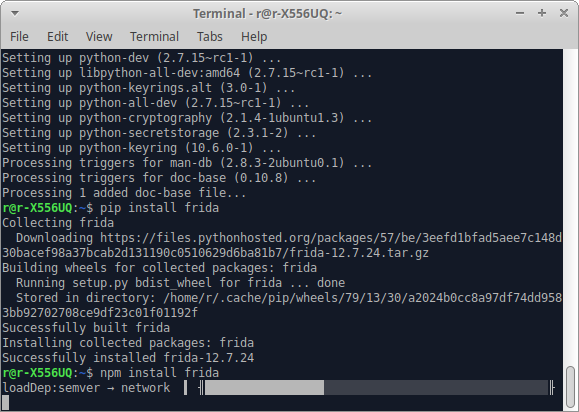 Terminal - r@r-X556UQ: ~
File Edit View Terminal Tabs Help
Setting up python-dev (2.7.15~rc1-1) ...
Setting up libpython-all-dev:amd64 (2.7.15~rc1-1) ...
Setting up python-keyrings.alt (3.0-1) ...
Setting up python-all-dev (2.7.15~rc1-1) ...
Setting up python-cryptography (2.1.4-1ubuntu1.3) ...
Setting up python-secretstorage (2.3.1-2) ...
Setting up python-keyring (10.6.0-1) ...
Processing triggers for man-db (2.8.3-2ubuntu0.1) ...
Processing triggers for doc-base (0.10.8) ...
Processing 1 added doc-base file...
r@r-X556UQ:~$ pip install frida
Collecting frida
  Downloading https://files.pythonhosted.org/packages/57/be/3eefd1bfad5aee7c148d
30bacef98a37bcab2d131190c0510629d6ba81b7/frida-12.7.24.tar.gz
Building wheels for collected packages: frida
  Running setup.py bdist_wheel for frida ... done
  Stored in directory: /home/r/.cache/pip/wheels/79/13/30/a2024b0cc8a97df74dd958
3bb92702708ce9df23c01f01192f
Successfully built frida
Installing collected packages: frida
Successfully installed frida-12.7.24
r@r-X556UQ:~$ npm install frida
loadDep:semver → network